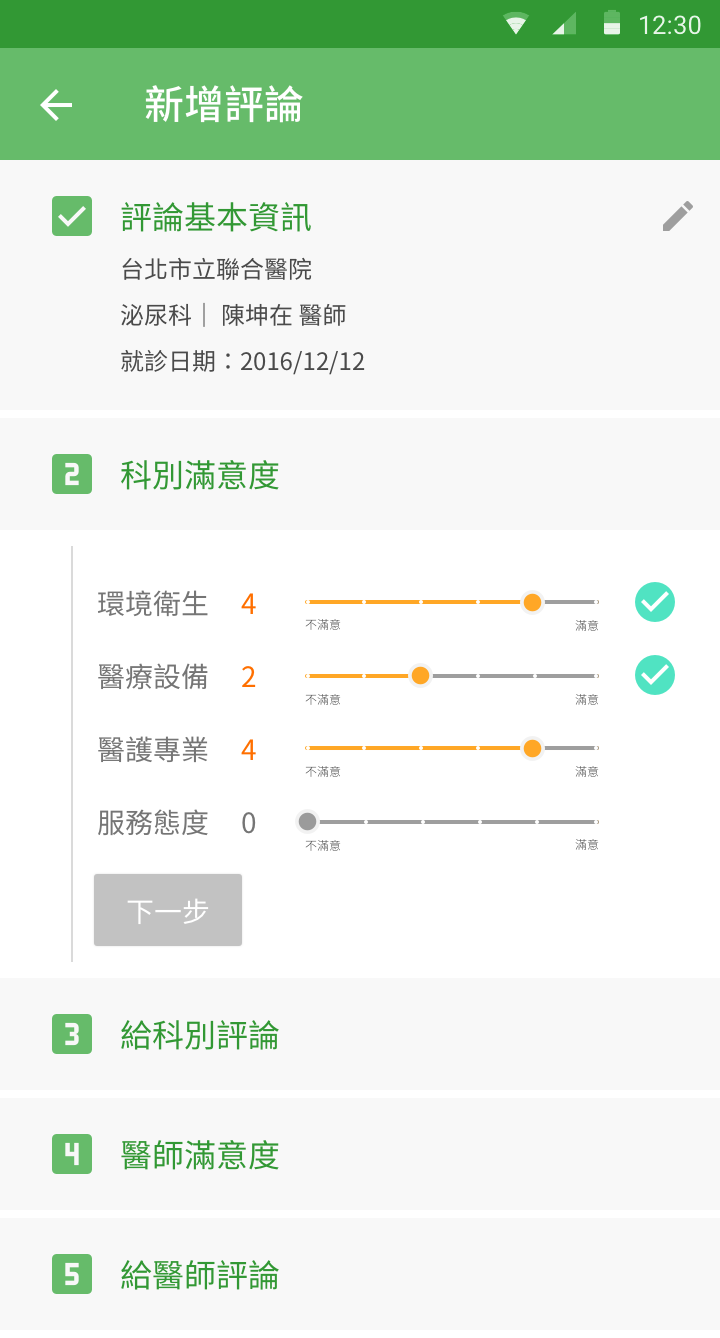 12:30
新增評論
評論基本資訊
台北市立聯合醫院
泌尿科｜ 陳坤在 醫師
就診日期：2016/12/12
2 科別滿意度
環境衛生 4
不滿意 滿意
醫療設備 2
不滿意 滿意
醫護專業 4
不滿意 滿意
服務態度 0
不滿意 滿意
下一步
3 給科別評論
4 醫師滿意度
5 給醫師評論